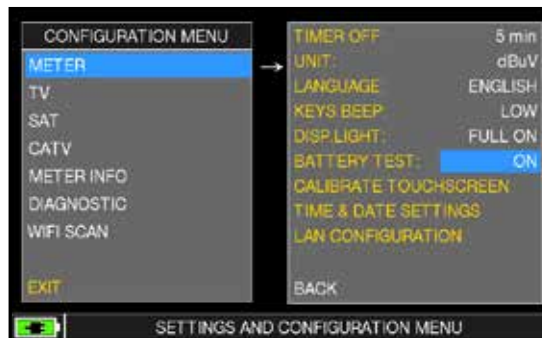 CONFIGURATION MENU
METER
TV
SAT
CATV
METER INFO
DIAGNOSTIC
WIFI SCAN
EXIT
→
TIMER OFF 5 min
UNIT: dBuV
LANGUAGE ENGLISH
KEYS BEEP: LOW
DISP.LIGHT: FULL ON
BATTERY TEST: ON
CALIBRATE TOUCHSCREEN
TIME & DATE SETTINGS
LAN CONFIGURATION
BACK
SETTINGS AND CONFIGURATION MENU